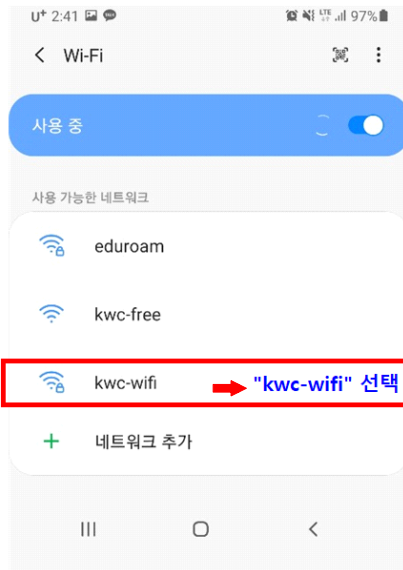 U⁺ 2:41 LTE 97%
Wi-Fi
사용 중
사용 가능한 네트워크
eduroam
kwc-free
kwc-wifi "kwc-wifi" 선택
네트워크 추가